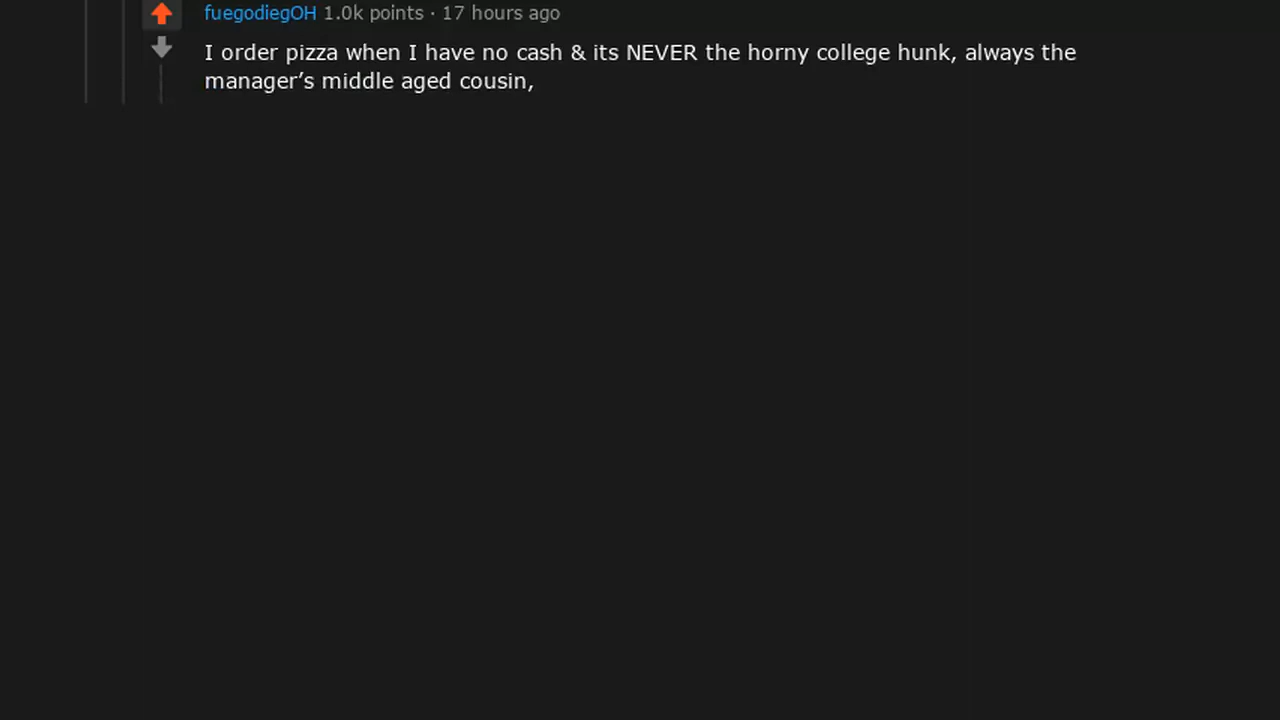 fuegodiegOH 1.0k points · 17 hours ago
I order pizza when I have no cash & its NEVER the horny college hunk, always the
manager’s middle aged cousin,